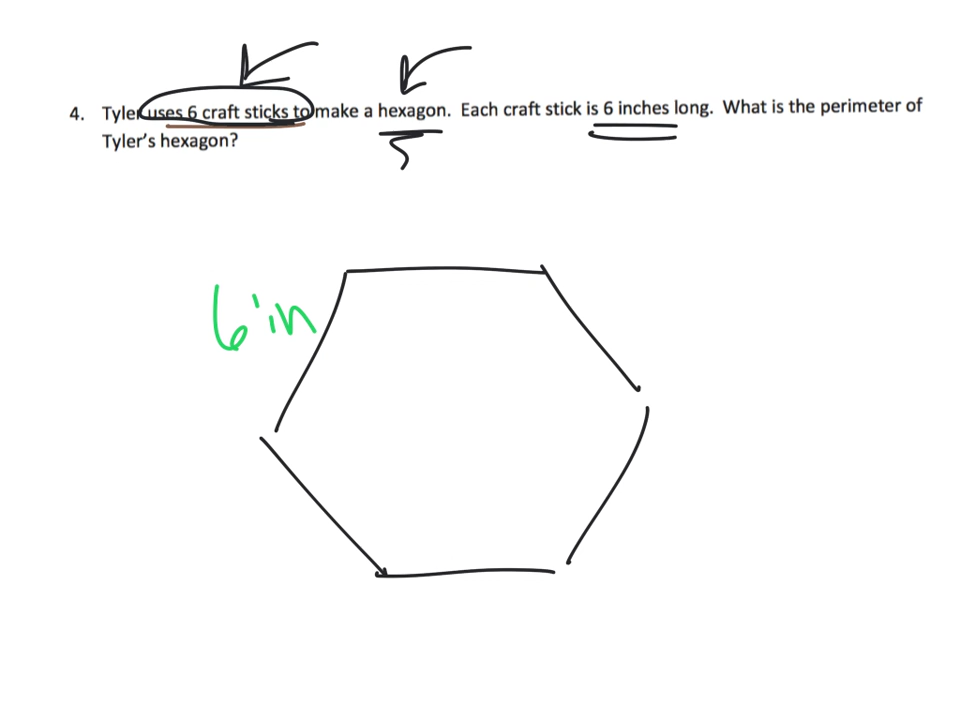 4. Tyler uses 6 craft sticks to make a hexagon. Each craft stick is 6 inches long. What is the perimeter of
Tyler's hexagon?
6 in